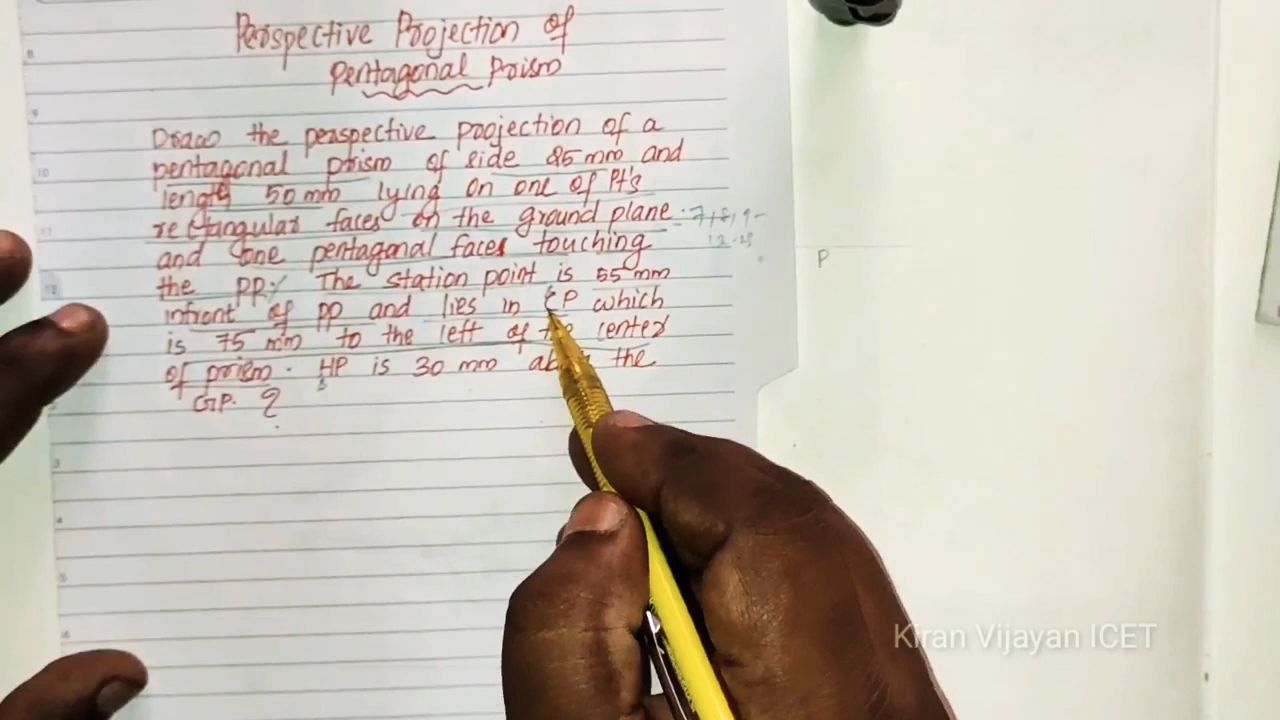 Perspective Projection of
Pentagonal Prism
Draw the perspective projection of a
pentagonal prism of side 25 mm and
length 50 mm lying on one of It's
rectangular faces on the ground plane
and one pentagonal faces touching
the PP. The station point is 55 mm
infront of PP and lies in CP which
is 75 mm to the left of the center
of prism. HP is 30 mm the
GP. ?
P
Kiran Vijayan ICET